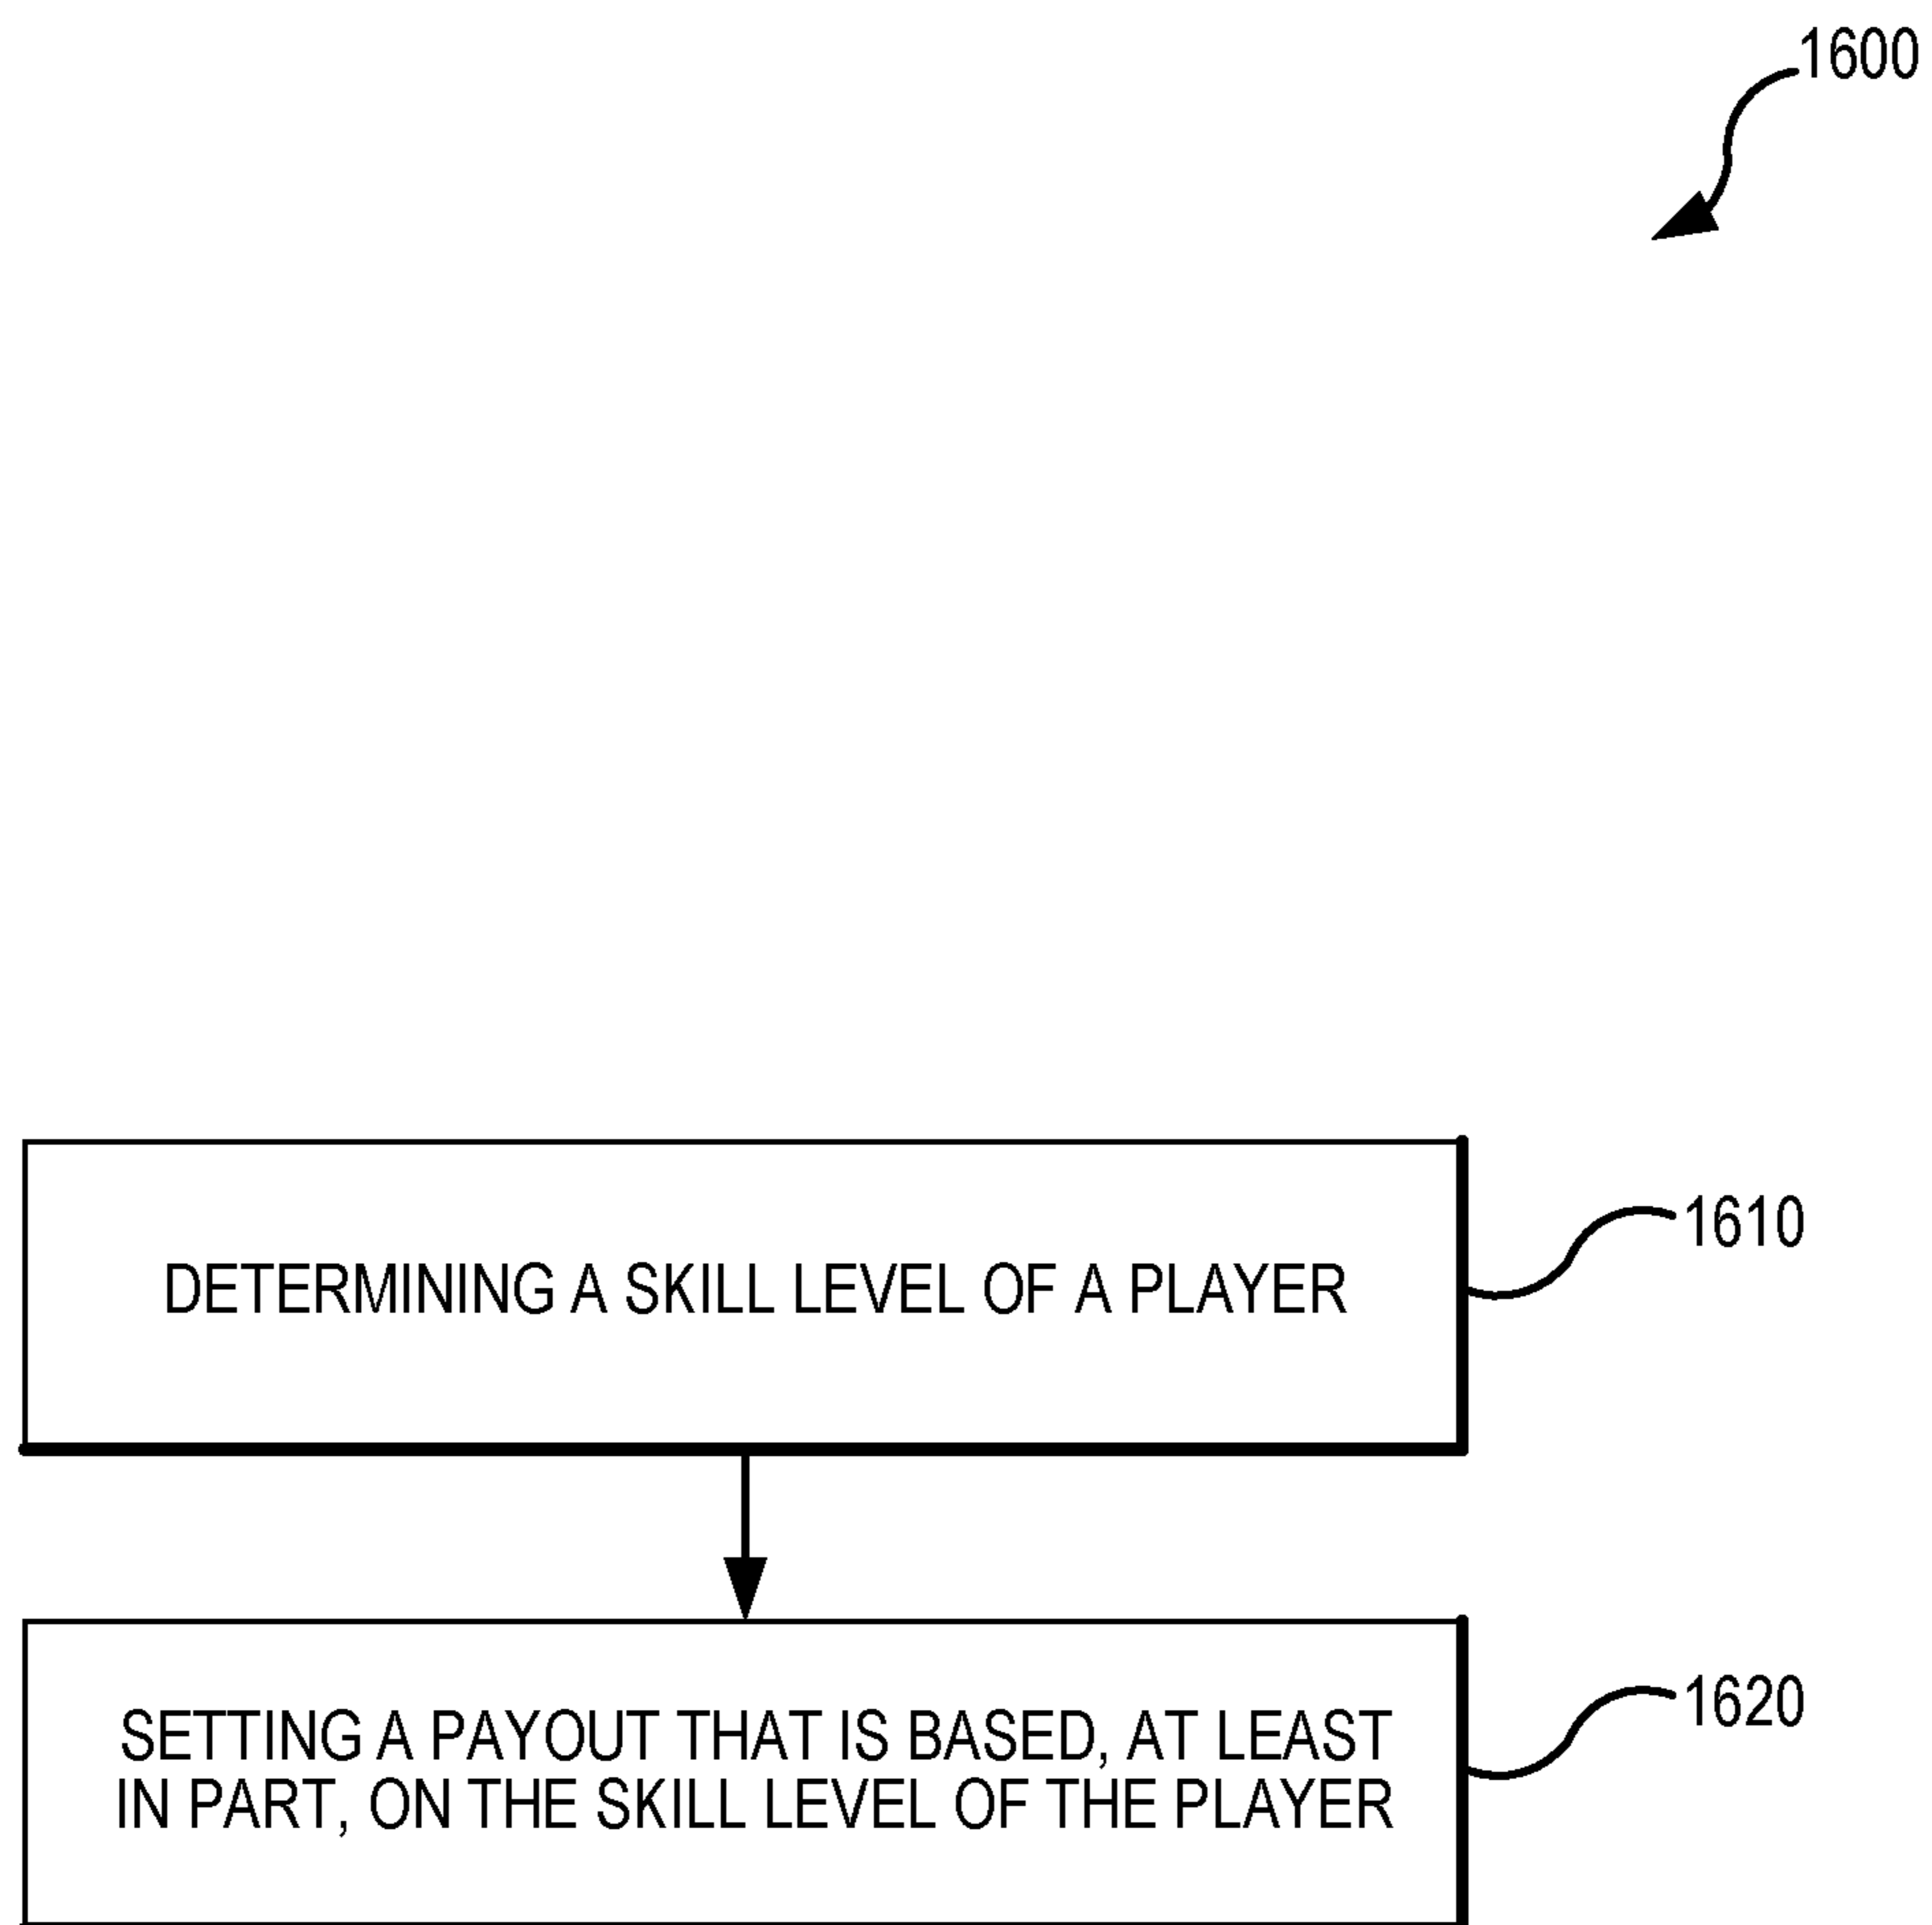 1600
DETERMINING A SKILL LEVEL OF A PLAYER
1610
SETTING A PAYOUT THAT IS BASED, AT LEAST
IN PART, ON THE SKILL LEVEL OF THE PLAYER
1620